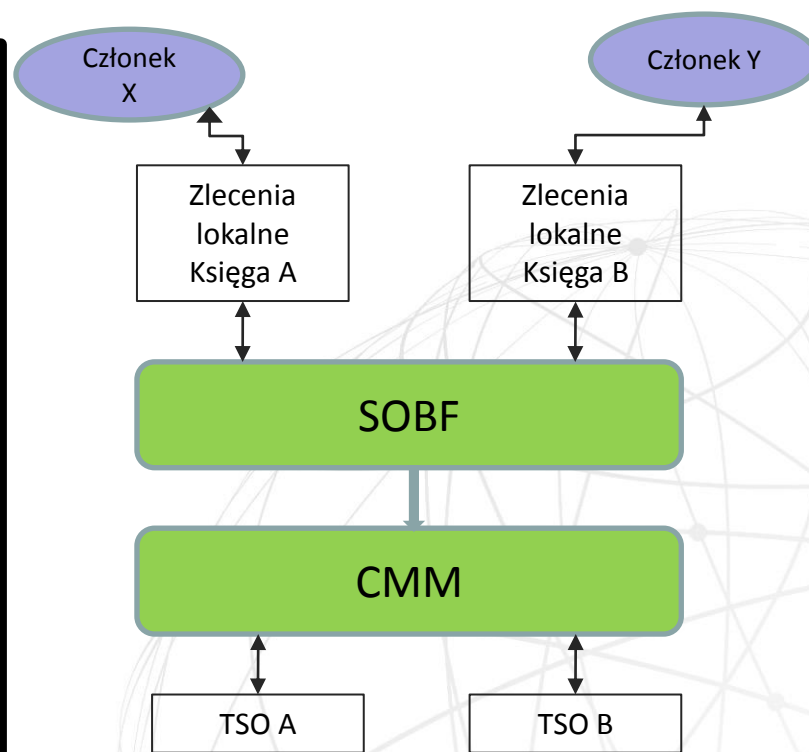 Członek
X
Członek Y
Zlecenia
lokalne
Księga A
Zlecenia
lokalne
Księga B
SOBF
CMM
TSO A
TSO B